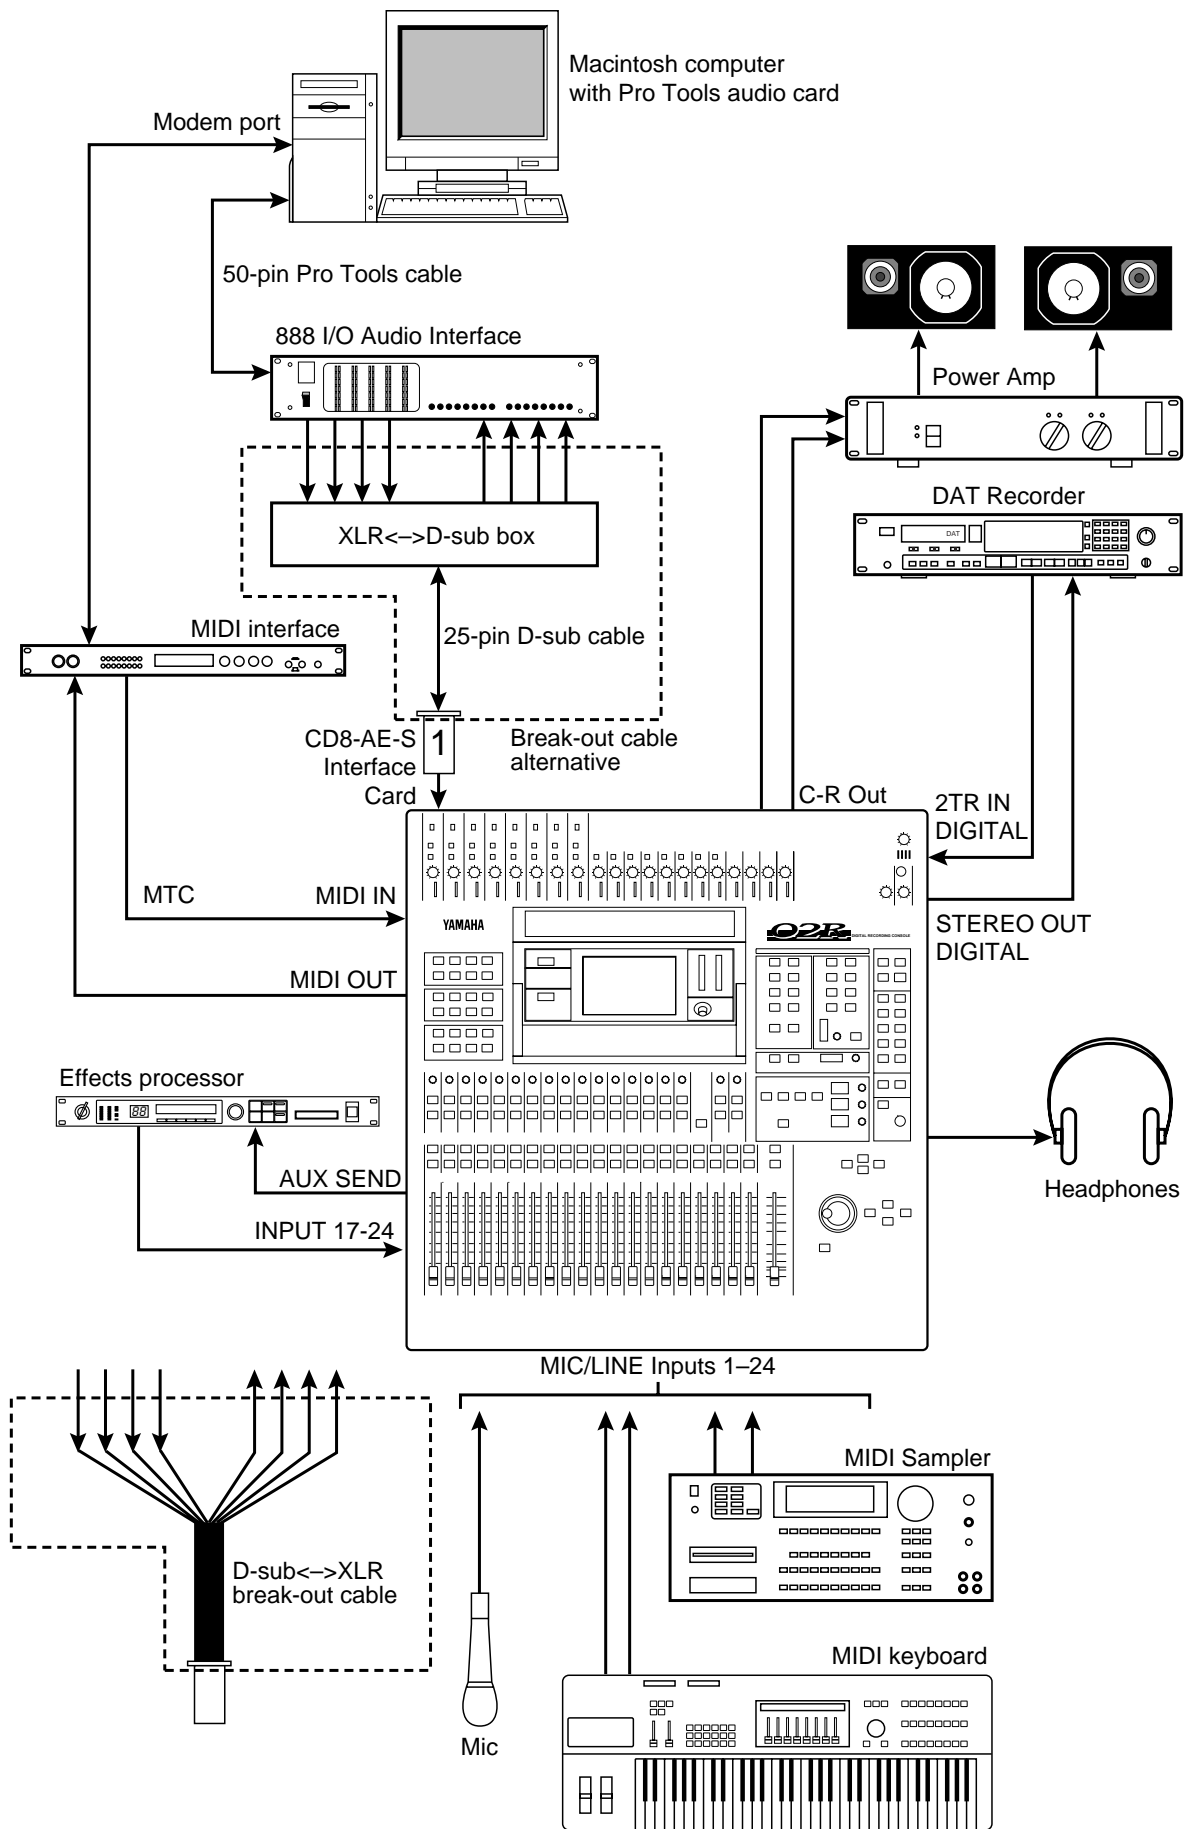 Macintosh computer
with Pro Tools audio card
Modem port
50-pin Pro Tools cable
888 I/O Audio Interface
Power Amp
DAT Recorder
DAT
XLR<–>D-sub box
25-pin D-sub cable
MIDI interface
CD8-AE-S
Interface
Card
1
Break-out cable
alternative
C-R Out
2TR IN
DIGITAL
MTC
MIDI IN
YAMAHA
02R
DIGITAL RECORDING CONSOLE
STEREO OUT
DIGITAL
MIDI OUT
Effects processor
88
AUX SEND
INPUT 17-24
Headphones
MIC/LINE Inputs 1–24
MIDI Sampler
D-sub<–>XLR
break-out cable
MIDI keyboard
Mic